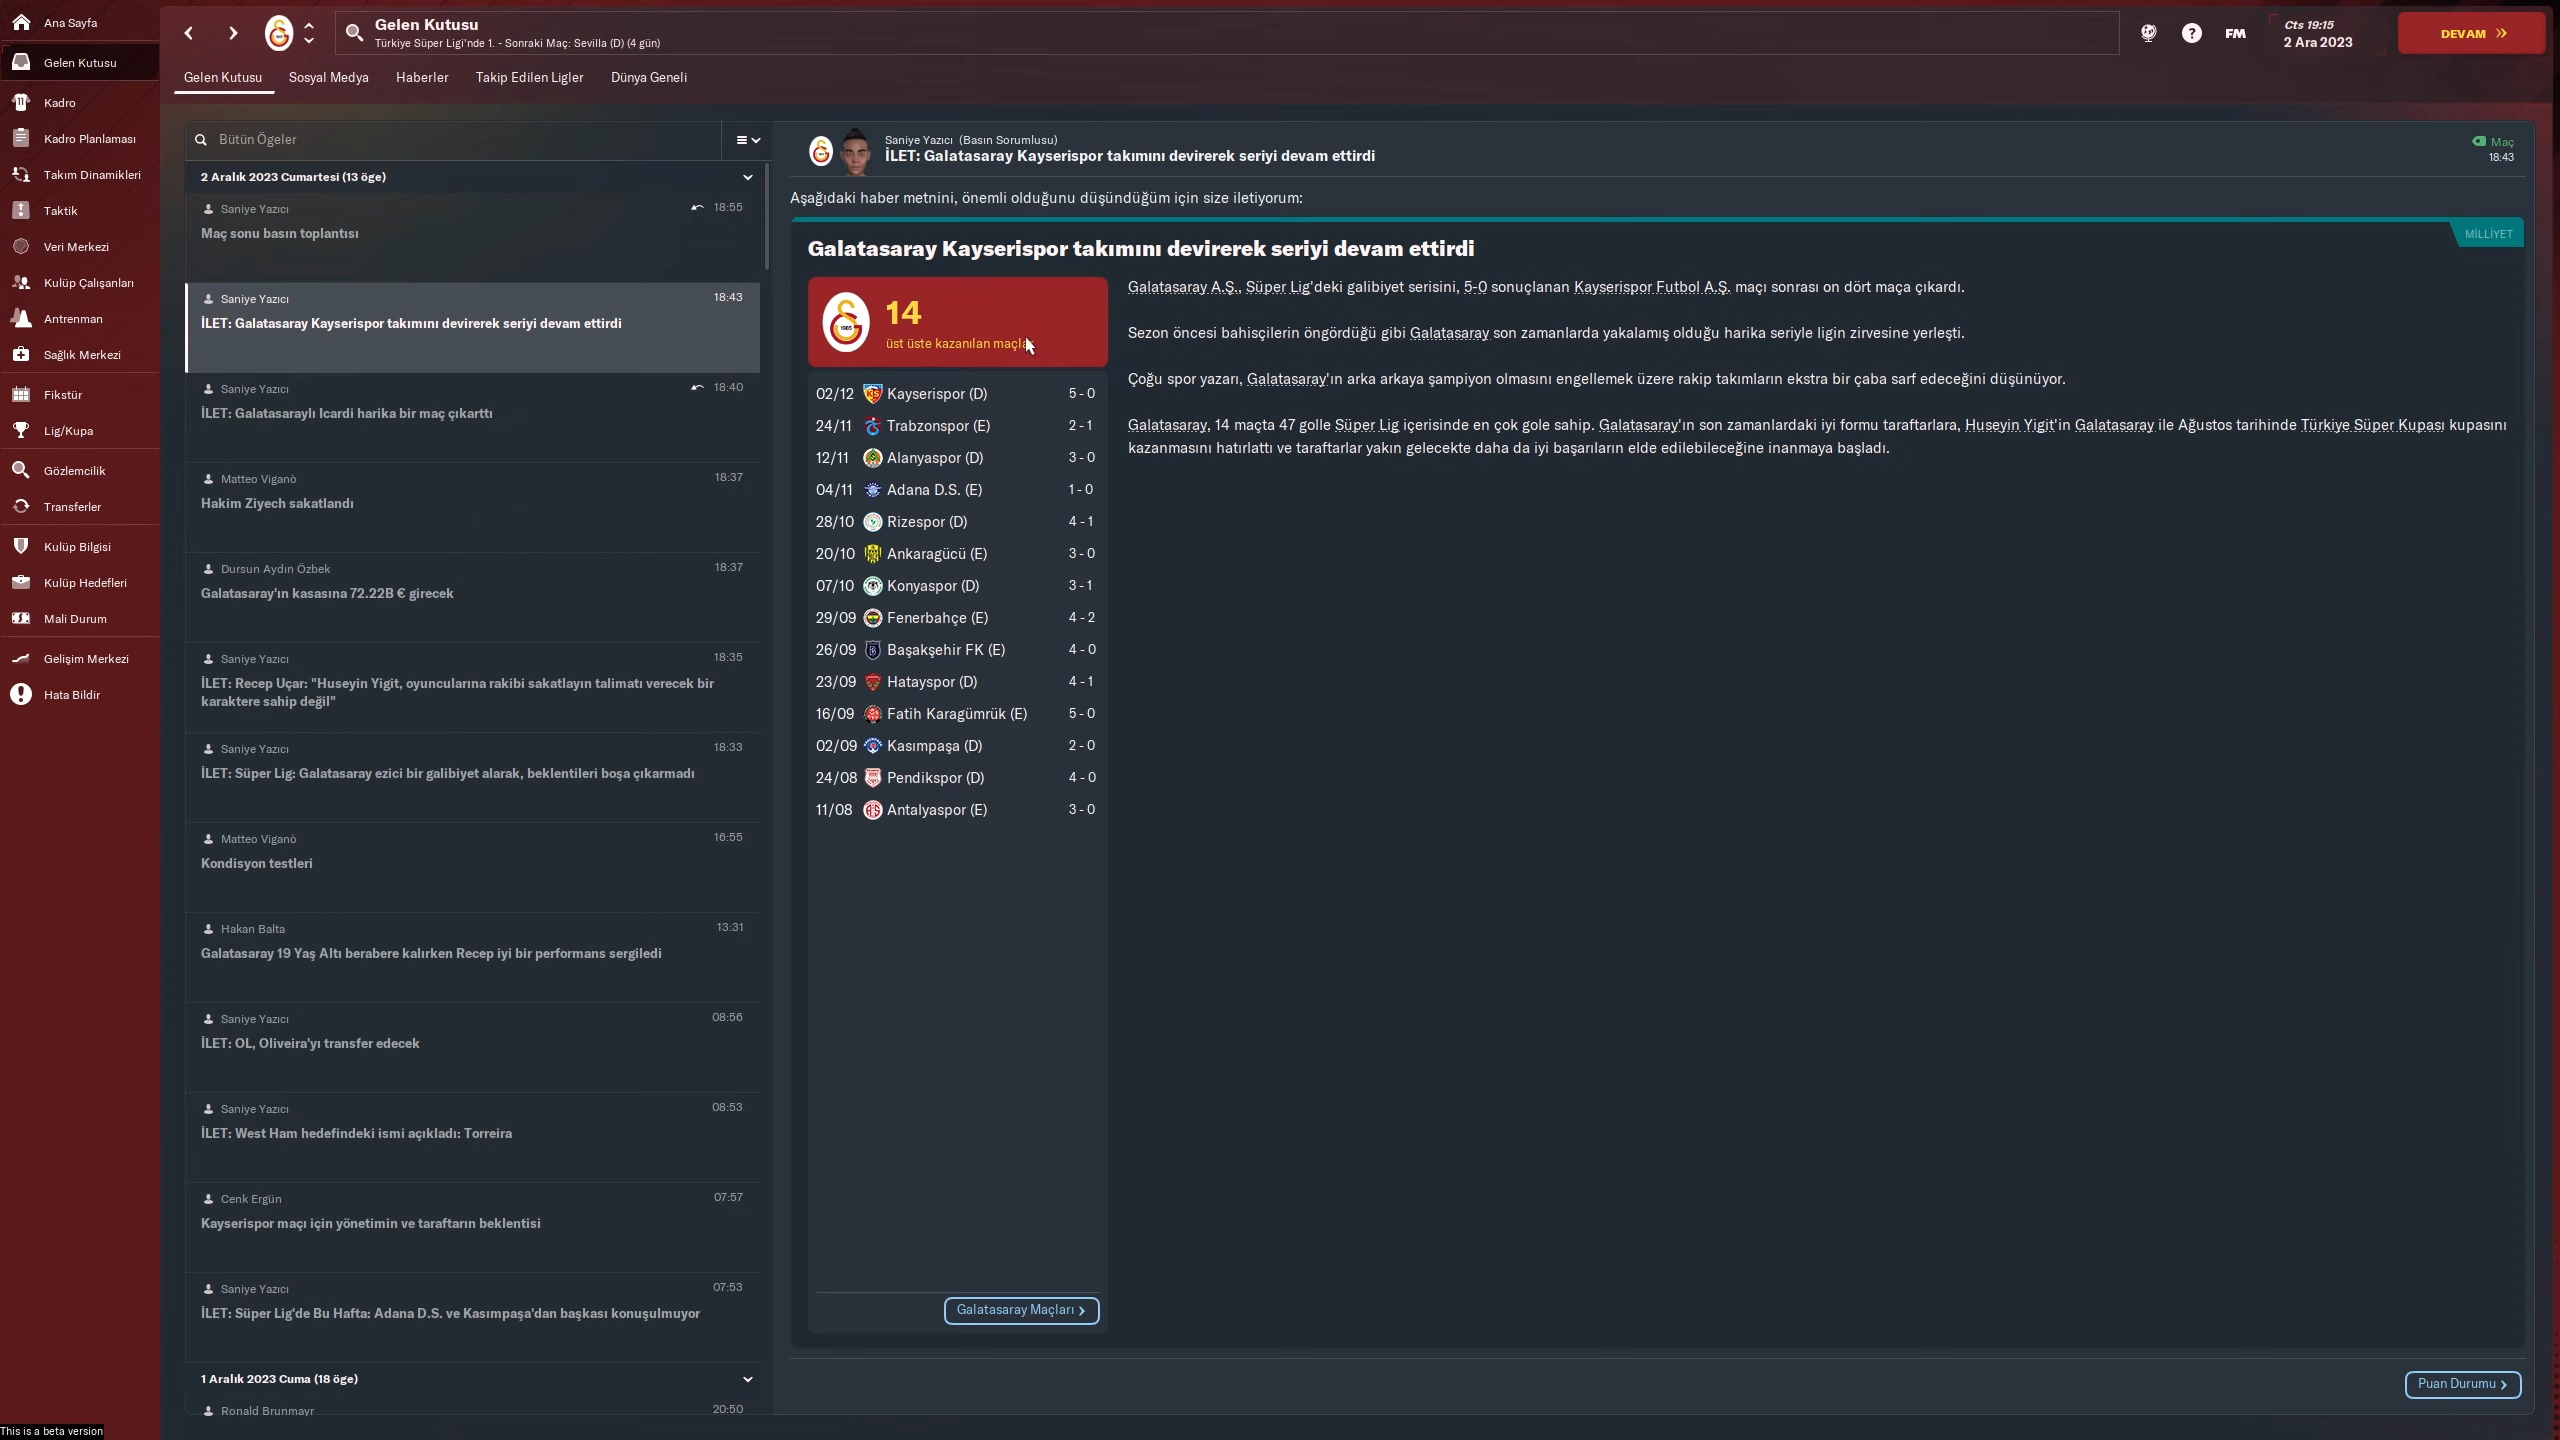 Ana Sayfa
Gelen Kutusu
Kadro
Kadro Planlaması
Takım Dinamikleri
Taktik
Veri Merkezi
Kulüp Çalışanları
Antrenman
Sağlık Merkezi
Fikstür
Lig/Kupa
Gözlemcilik
Transferler
Kulüp Bilgisi
Kulüp Hedefleri
Mali Durum
Gelişim Merkezi
Hata Bildir
This is a beta version
Gelen Kutusu
Türkiye Süper Ligi'nde 1. - Sonraki Maç: Sevilla (D) (4 gün)
FM
Cts 19:15
2 Ara 2023
DEVAM
Gelen Kutusu Sosyal Medya Haberler Takip Edilen Ligler Dünya Geneli
Bütün Ögeler
2 Aralık 2023 Cumartesi (13 öge)
Saniye Yazıcı 18:55
Maç sonu basın toplantısı
Saniye Yazıcı 18:43
İLET: Galatasaray Kayserispor takımını devirerek seriyi devam ettirdi
Saniye Yazıcı 18:40
İLET: Galatasaraylı Icardi harika bir maç çıkarttı
Matteo Viganò 18:37
Hakim Ziyech sakatlandı
Dursun Aydın Özbek 18:37
Galatasaray'ın kasasına 72.22B € girecek
Saniye Yazıcı 18:35
İLET: Recep Uçar: "Huseyin Yigit, oyuncularına rakibi sakatlayın talimatı verecek bir
karaktere sahip değil"
Saniye Yazıcı 18:33
İLET: Süper Lig: Galatasaray ezici bir galibiyet alarak, beklentileri boşa çıkarmadı
Matteo Viganò 16:55
Kondisyon testleri
Hakan Balta 13:31
Galatasaray 19 Yaş Altı berabere kalırken Recep iyi bir performans sergiledi
Saniye Yazıcı 08:56
İLET: OL, Oliveira'yı transfer edecek
Saniye Yazıcı 08:53
İLET: West Ham hedefindeki ismi açıkladı: Torreira
Cenk Ergün 07:57
Kayserispor maçı için yönetimin ve taraftarın beklentisi
Saniye Yazıcı 07:53
İLET: Süper Lig'de Bu Hafta: Adana D.S. ve Kasımpaşa'dan başkası konuşulmuyor
1 Aralık 2023 Cuma (18 öge)
Ronald Brunmayr 20:50
Saniye Yazıcı (Basın Sorumlusu)
İLET: Galatasaray Kayserispor takımını devirerek seriyi devam ettirdi
Maç
18:43
Aşağıdaki haber metnini, önemli olduğunu düşündüğüm için size iletiyorum:
MİLLİYET
Galatasaray Kayserispor takımını devirerek seriyi devam ettirdi
14
üst üste kazanılan maçlar
02/12 Kayserispor (D) 5 - 0
24/11 Trabzonspor (E) 2 - 1
12/11 Alanyaspor (D) 3 - 0
04/11 Adana D.S. (E) 1 - 0
28/10 Rizespor (D) 4 - 1
20/10 Ankaragücü (E) 3 - 0
07/10 Konyaspor (D) 3 - 1
29/09 Fenerbahçe (E) 4 - 2
26/09 Başakşehir FK (E) 4 - 0
23/09 Hatayspor (D) 4 - 1
16/09 Fatih Karagümrük (E) 5 - 0
02/09 Kasımpaşa (D) 2 - 0
24/08 Pendikspor (D) 4 - 0
11/08 Antalyaspor (E) 3 - 0
Galatasaray Maçları
Galatasaray A.Ş., Süper Lig'deki galibiyet serisini, 5-0 sonuçlanan Kayserispor Futbol A.Ş. maçı sonrası on dört maça çıkardı.
Sezon öncesi bahisçilerin öngördüğü gibi Galatasaray son zamanlarda yakalamış olduğu harika seriyle ligin zirvesine yerleşti.
Çoğu spor yazarı, Galatasaray'ın arka arkaya şampiyon olmasını engellemek üzere rakip takımların ekstra bir çaba sarf edeceğini düşünüyor.
Galatasaray, 14 maçta 47 golle Süper Lig içerisinde en çok gole sahip. Galatasaray'ın son zamanlardaki iyi formu taraftarlara, Huseyin Yigit'in Galatasaray ile Ağustos tarihinde Türkiye Süper Kupası kupasını
kazanmasını hatırlattı ve taraftarlar yakın gelecekte daha da iyi başarıların elde edilebileceğine inanmaya başladı.
Puan Durumu